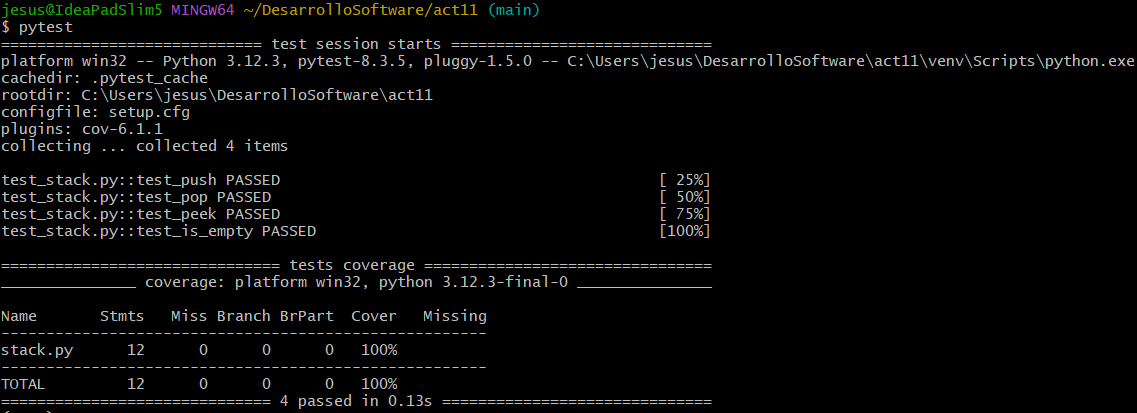 jesus@IdeaPadSlim5 MINGW64 ~/DesarrolloSoftware/act11 (main)
$ pytest
============================= test session starts =============================
platform win32 -- Python 3.12.3, pytest-8.3.5, pluggy-1.5.0 -- C:\Users\jesus\DesarrolloSoftware\act11\venv\Scripts\python.exe
cachedir: .pytest_cache
rootdir: C:\Users\jesus\DesarrolloSoftware\act11
configfile: setup.cfg
plugins: cov-6.1.1
collecting ... collected 4 items
test_stack.py::test_push PASSED [ 25%]
test_stack.py::test_pop PASSED [ 50%]
test_stack.py::test_peek PASSED [ 75%]
test_stack.py::test_is_empty PASSED [100%]
=============================== tests coverage ================================
_______________ coverage: platform win32, python 3.12.3-final-0 _______________
Name Stmts Miss Branch BrPart Cover Missing
------------------------------------------------------
stack.py 12 0 0 0 100%
------------------------------------------------------
TOTAL 12 0 0 0 100%
============================== 4 passed in 0.13s ==============================